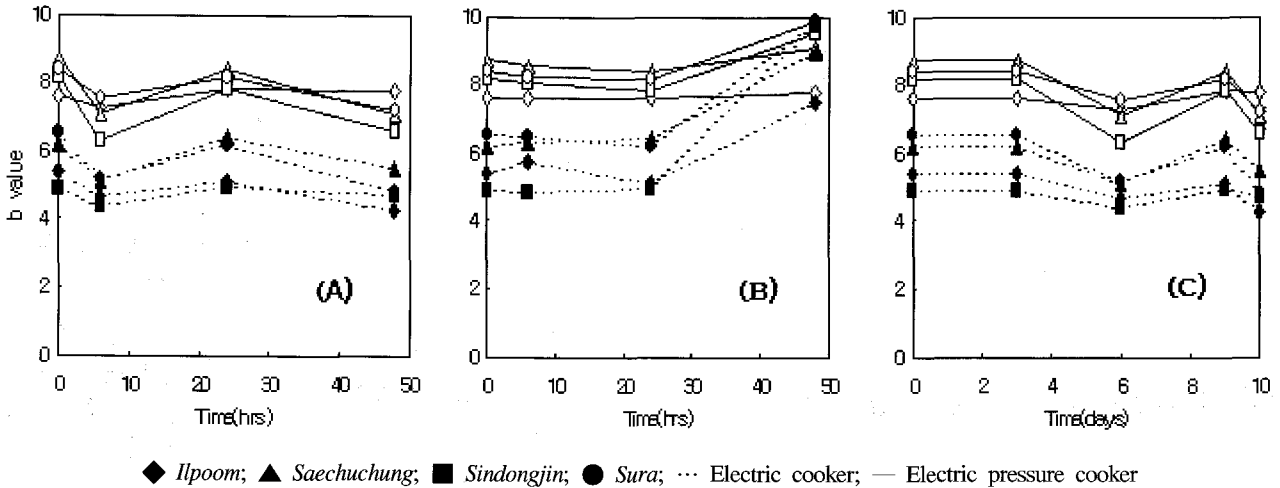 10 10 10
8 8 8
6 6 6
b value
4 4 4
2 2 2
(A) (B) (C)
0 0 0
0 10 20 30 40 50 0 10 20 30 40 50 0 2 4 6 8 10
Time(hrs) Time(hrs) Time(days)
◆ Ilpoom; ▲ Saechuchung; ■ Sindongjin; ● Sura; ··· Electric cooker; — Electric pressure cooker